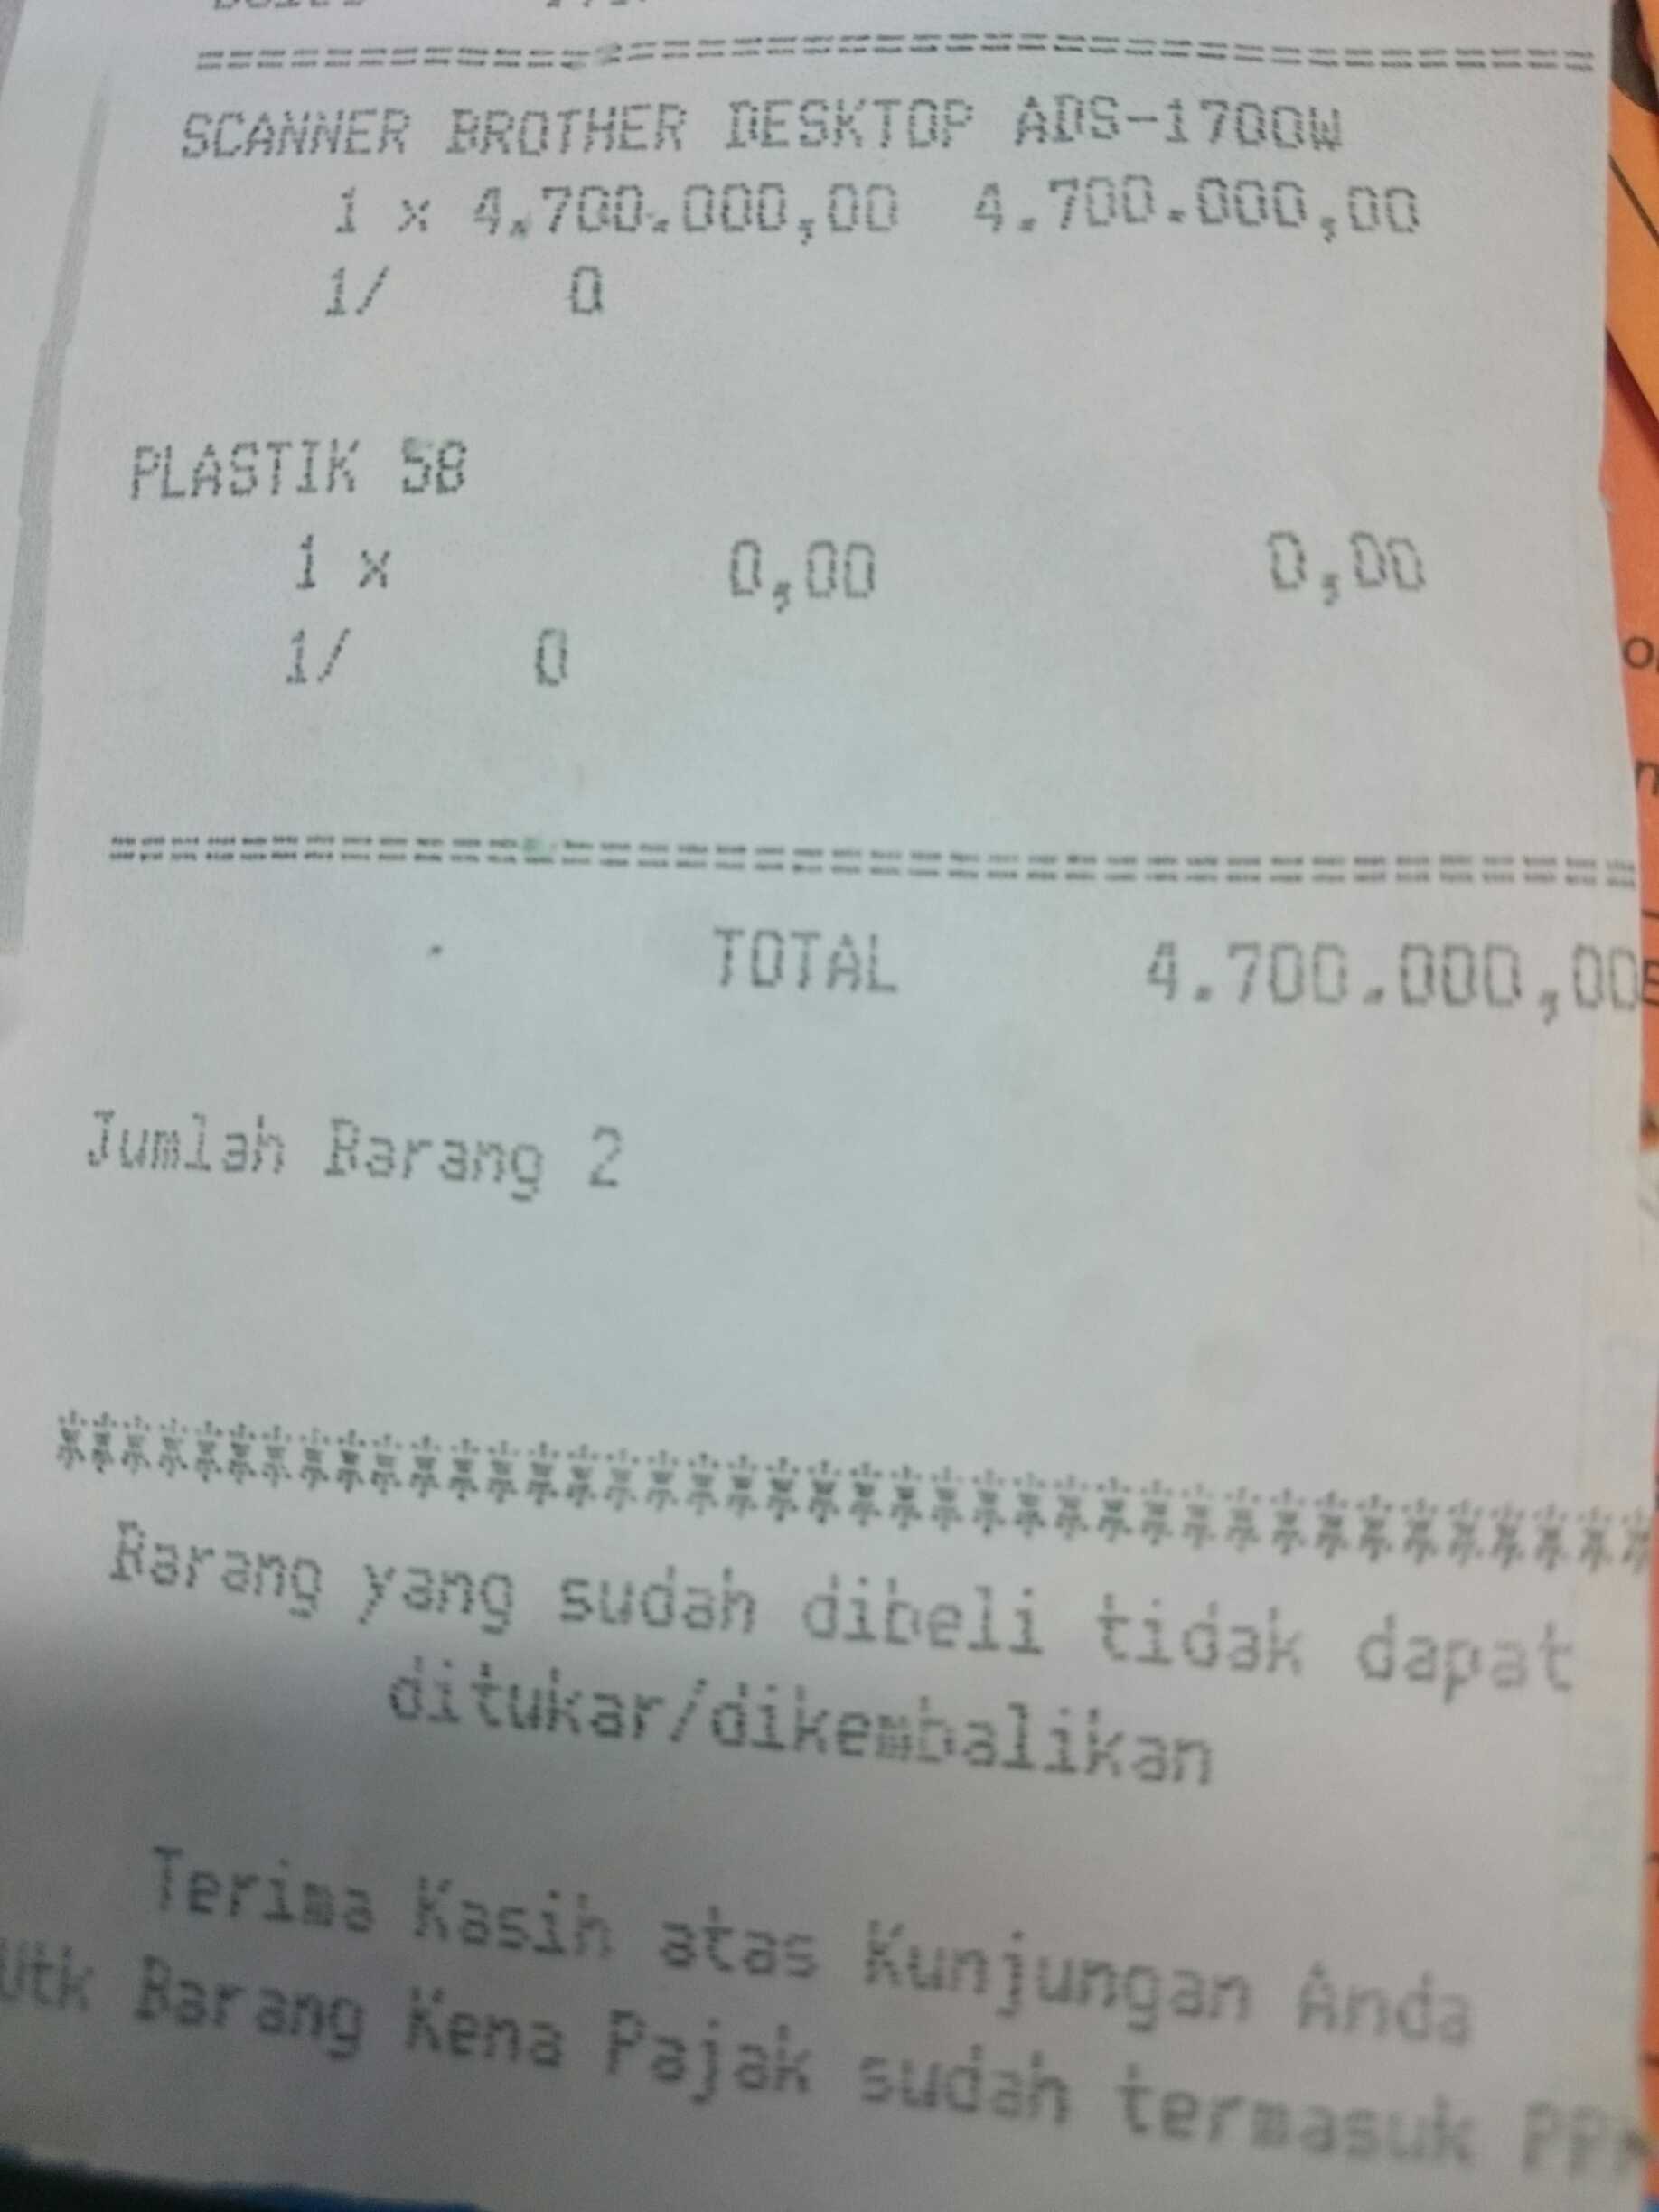 ==========================================
SCANNER BROTHER DESKTOP ADS-1700W
1 x 4.700.000,00 4.700.000,00
1/ 0
PLASTIK 58
1 x 0,00 0,00
1/ 0
==========================================
TOTAL 4.700.000,00
Jumlah Barang 2
****************************************
Barang yang sudah dibeli tidak dapat
ditukar/dikembalikan
Terima Kasih atas Kunjungan Anda
Utk Barang Kena Pajak sudah termasuk PPN